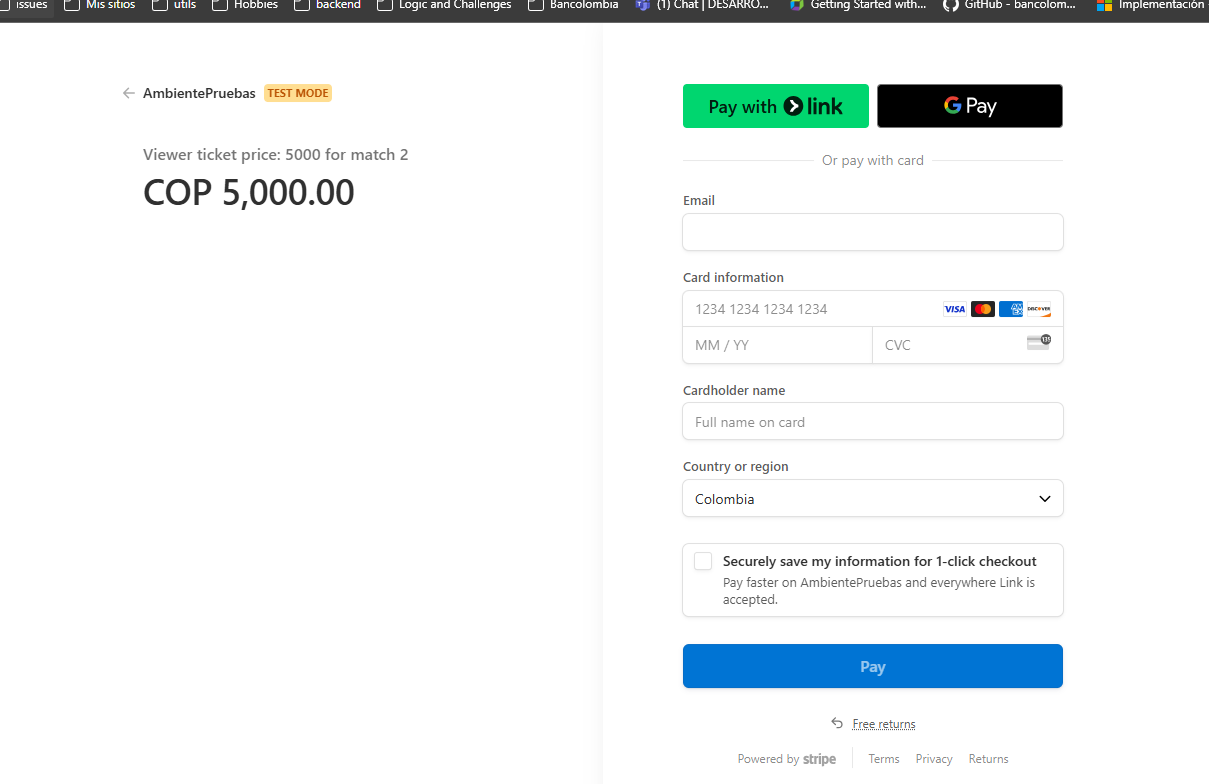 issues Mis sitios utils Hobbies backend Logic and Challenges Bancolombia (1) Chat | DESARRO... Getting Started with... GitHub - bancolom... Implementación
AmbientePruebas TEST MODE
Viewer ticket price: 5000 for match 2
COP 5,000.00
Pay with link G Pay
Or pay with card
Email
Card information
1234 1234 1234 1234 VISA AMEX DISCOVER
MM / YY CVC 135
Cardholder name
Full name on card
Country or region
Colombia
Securely save my information for 1-click checkout
Pay faster on AmbientePruebas and everywhere Link is
accepted.
Pay
Free returns
Powered by stripe Terms Privacy Returns